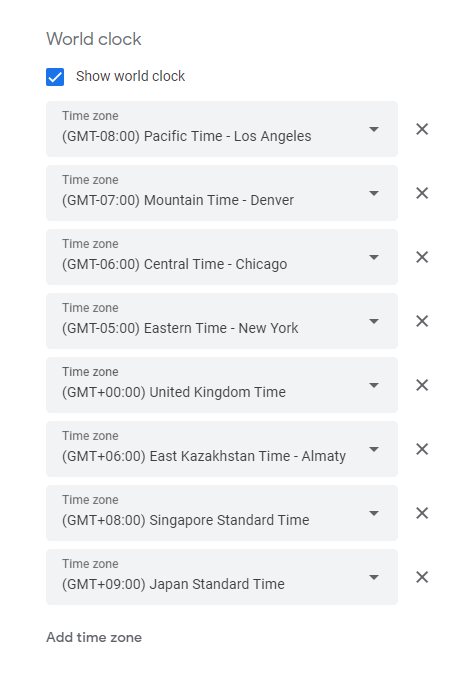 World clock
Show world clock
Time zone
(GMT-08:00) Pacific Time - Los Angeles
Time zone
(GMT-07:00) Mountain Time - Denver
Time zone
(GMT-06:00) Central Time - Chicago
Time zone
(GMT-05:00) Eastern Time - New York
Time zone
(GMT+00:00) United Kingdom Time
Time zone
(GMT+06:00) East Kazakhstan Time - Almaty
Time zone
(GMT+08:00) Singapore Standard Time
Time zone
(GMT+09:00) Japan Standard Time
Add time zone